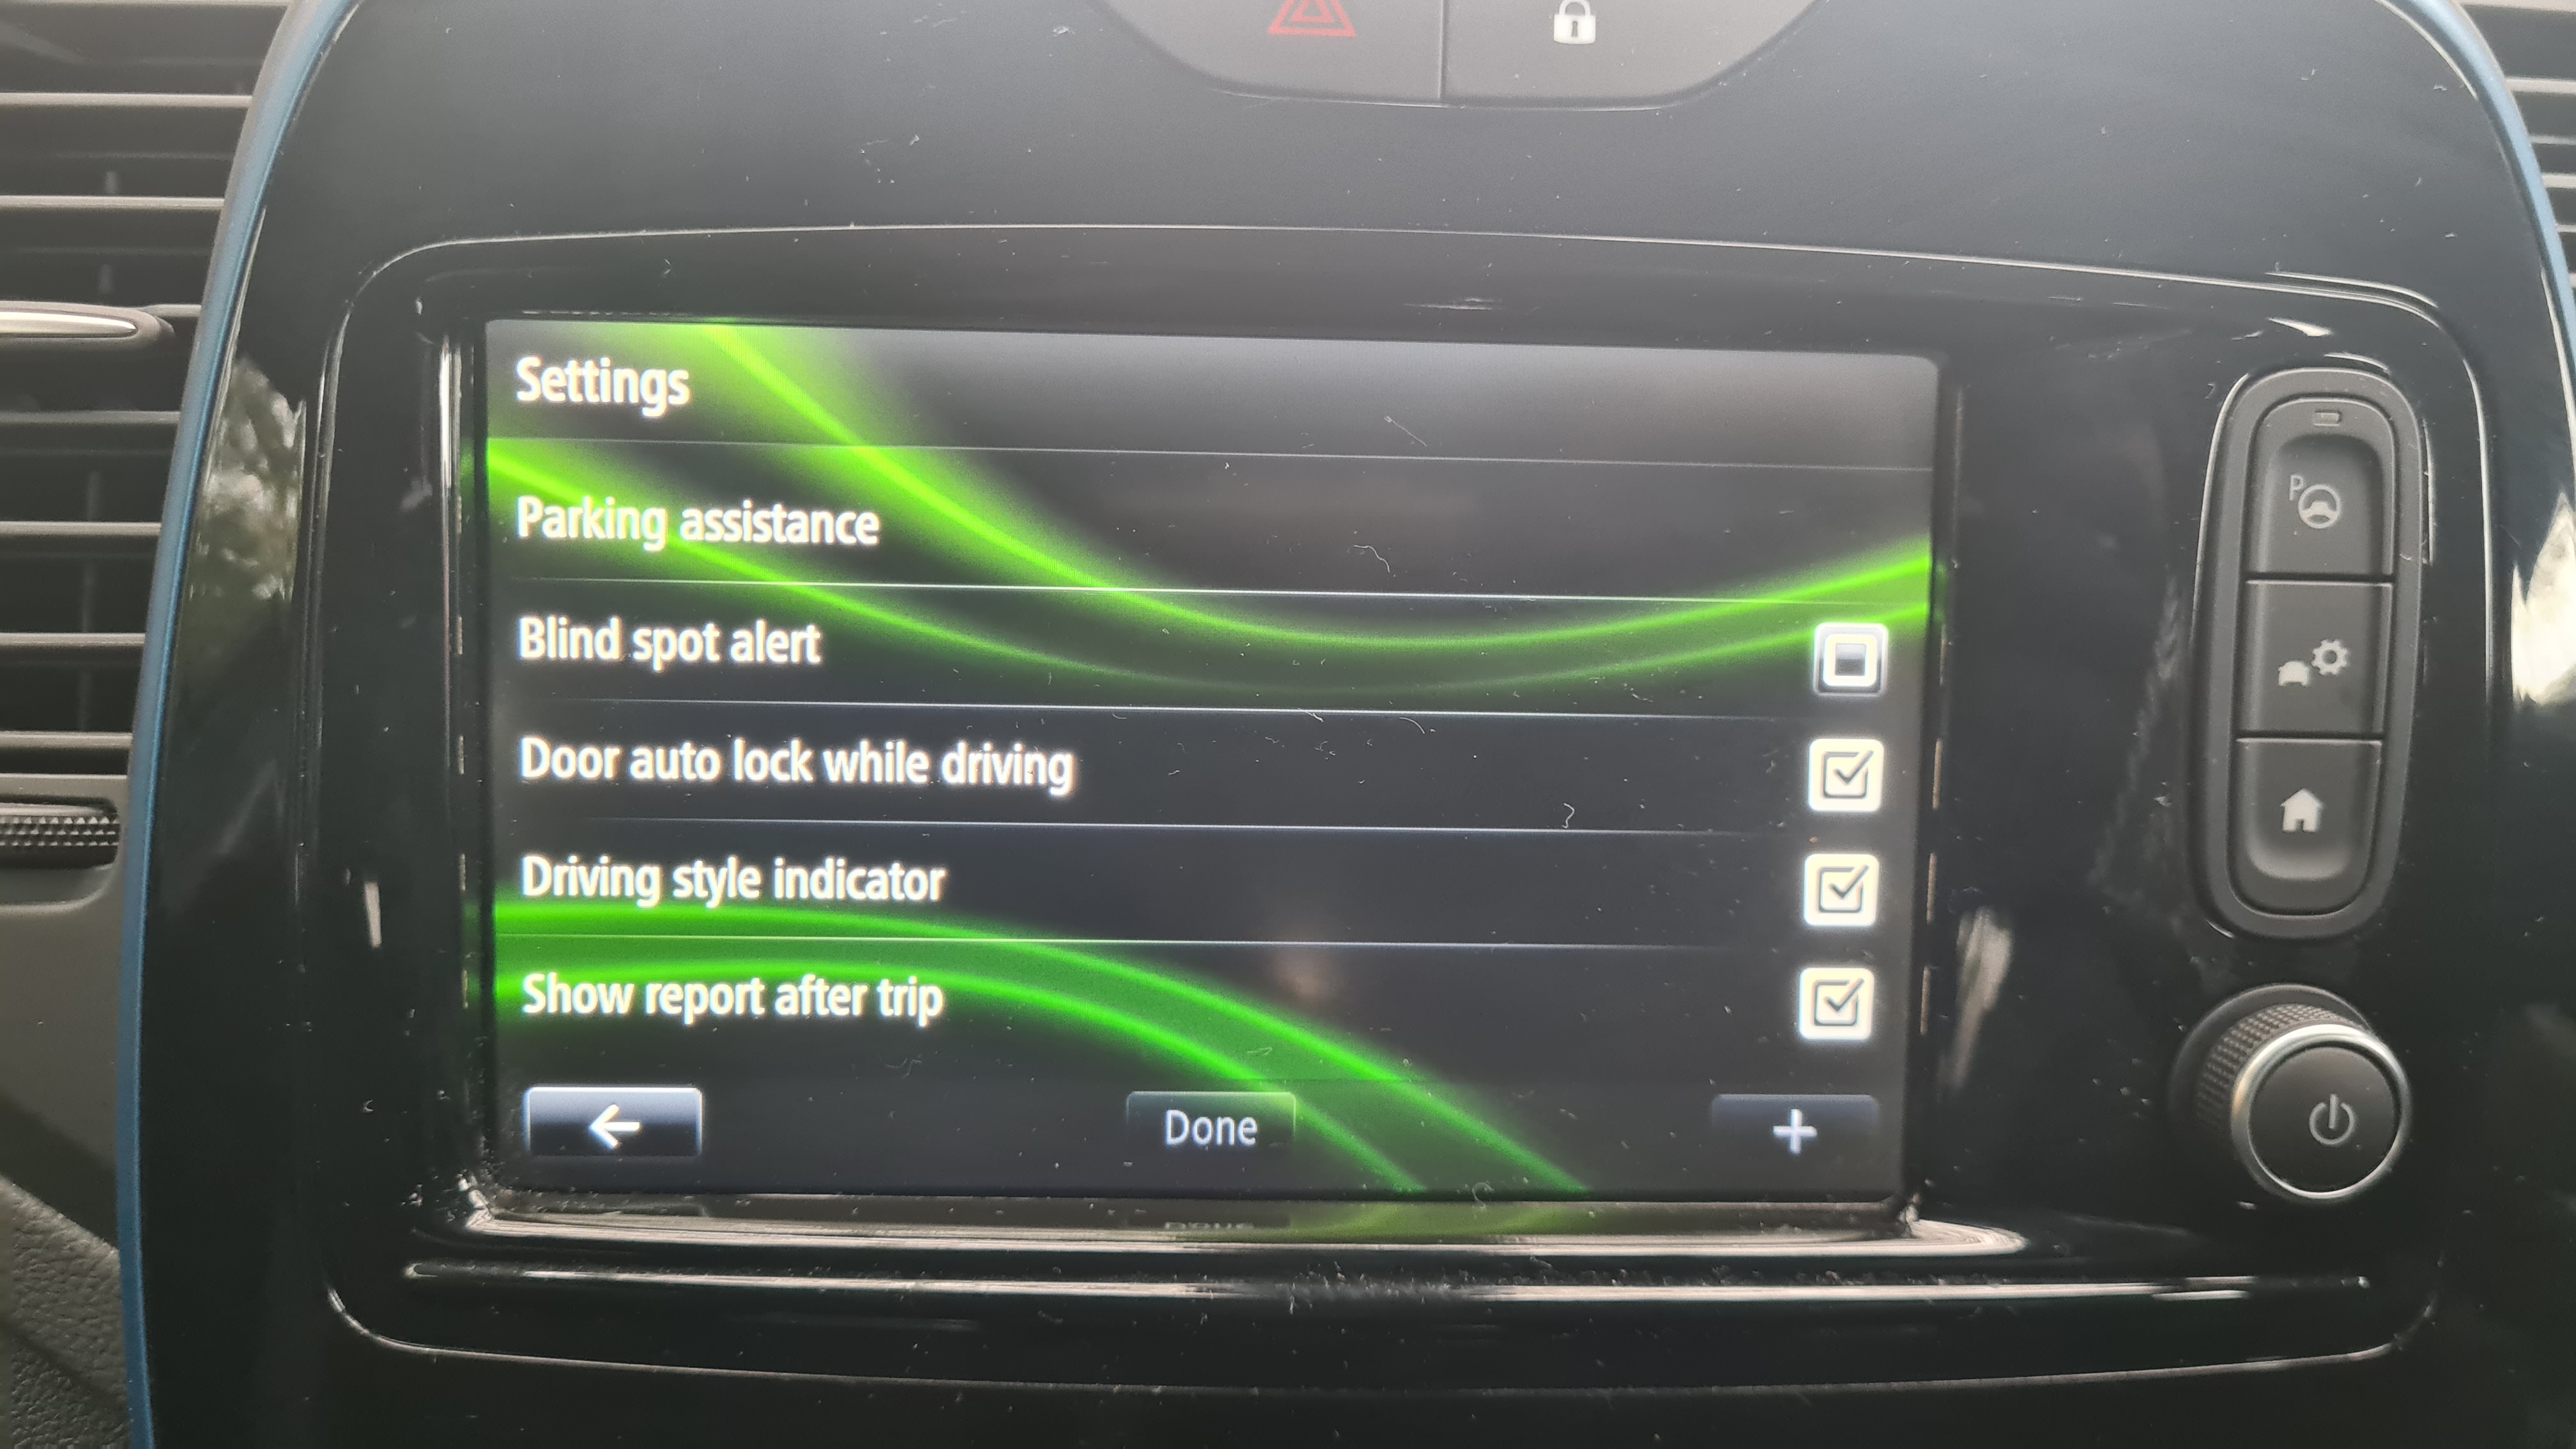 Settings
Parking assistance
Blind spot alert
Door auto lock while driving
Driving style indicator
Show report after trip
Done
P